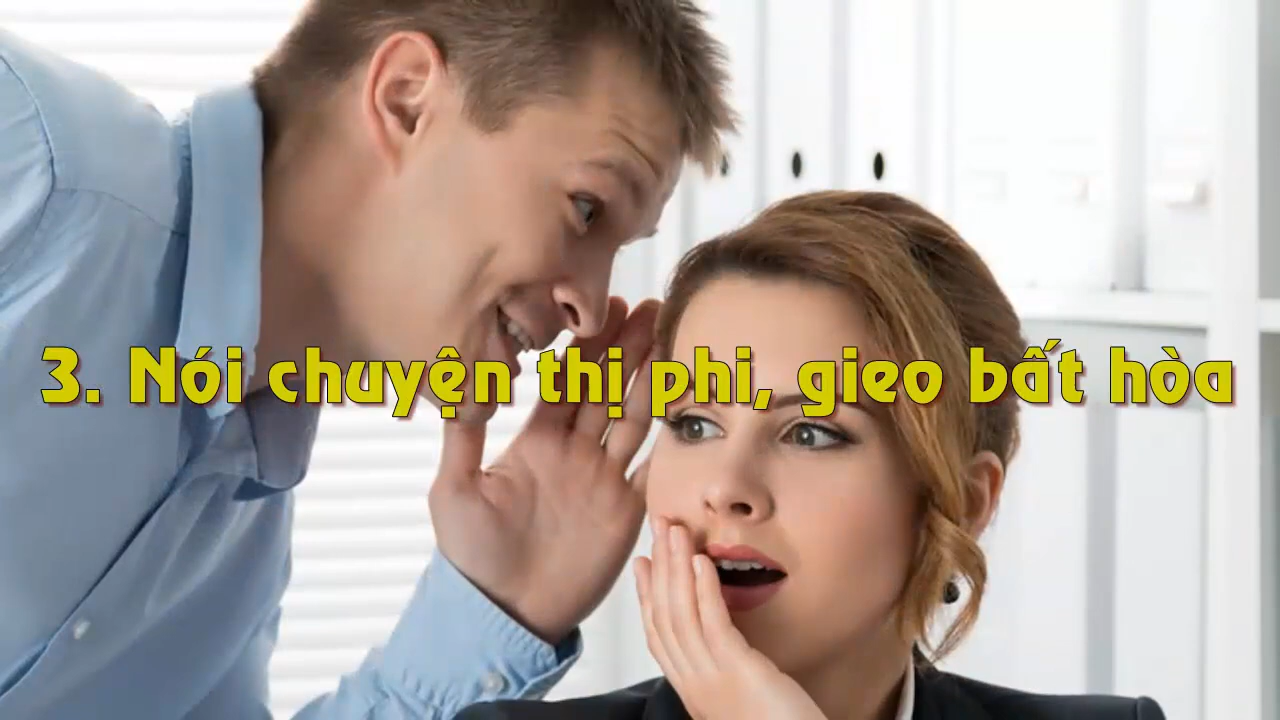 3. Nói chuyện thị phi, gieo bất hòa